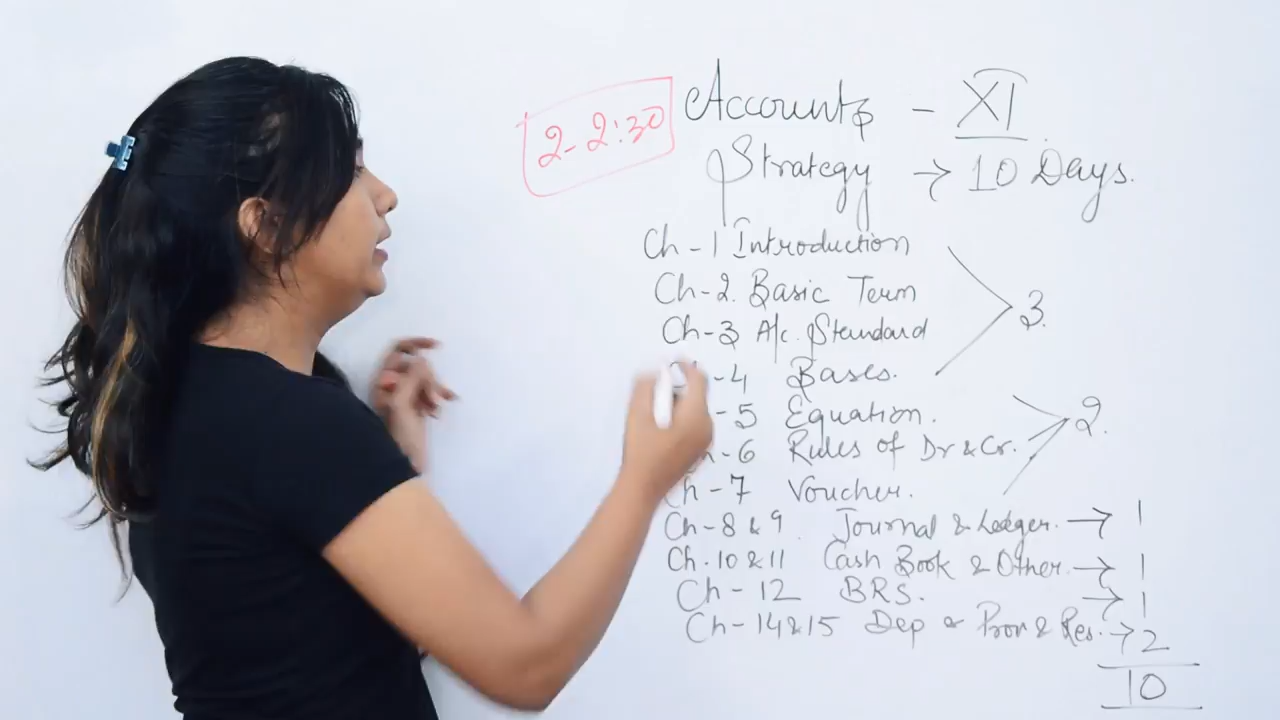 2-2:30
Accounts - XI
Strategy → 10 Days.
Ch-1 Introduction
Ch-2. Basic Term
Ch-3 A/c. Standard
3.
-4 Bases.
-5 Equation.
2.
-6 Rules of Dr & Cr.
Ch-7 Voucher.
Ch-8 & 9. Journal & Ledger. → 1
Ch.10 & 11 Cash Book & Other. → 1
Ch-12 BRS. → 1
Ch-14 & 15 Dep & Prov & Res. → 2
10